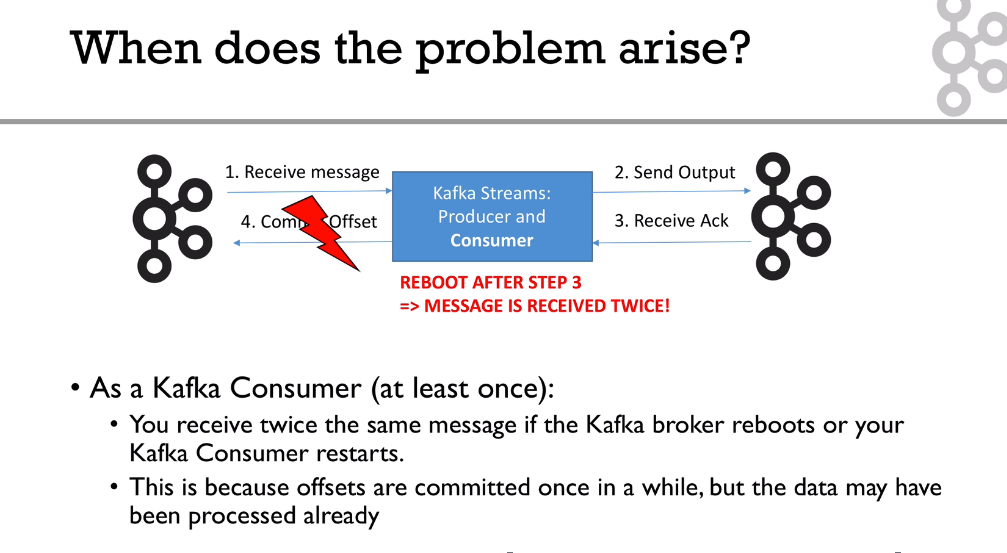 When does the problem arise?
1. Receive message
2. Send Output
Kafka Streams:
Producer and
Consumer
4. Com Offset
3. Receive Ack
REBOOT AFTER STEP 3
=> MESSAGE IS RECEIVED TWICE!
• As a Kafka Consumer (at least once):
• You receive twice the same message if the Kafka broker reboots or your
Kafka Consumer restarts.
• This is because offsets are committed once in a while, but the data may have
been processed already